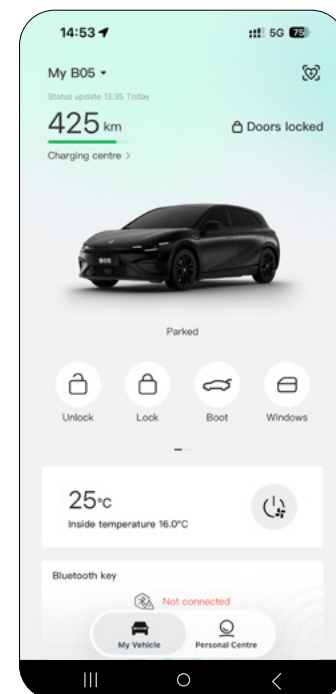 14:53
5G 75
My B05
Status update 13:35 Today
425 km
Doors locked
Charging centre >
B05
Parked
Unlock Lock Boot Windows
25°C
Inside temperature 16.0°C
Bluetooth key
Not connected
My Vehicle Personal Centre